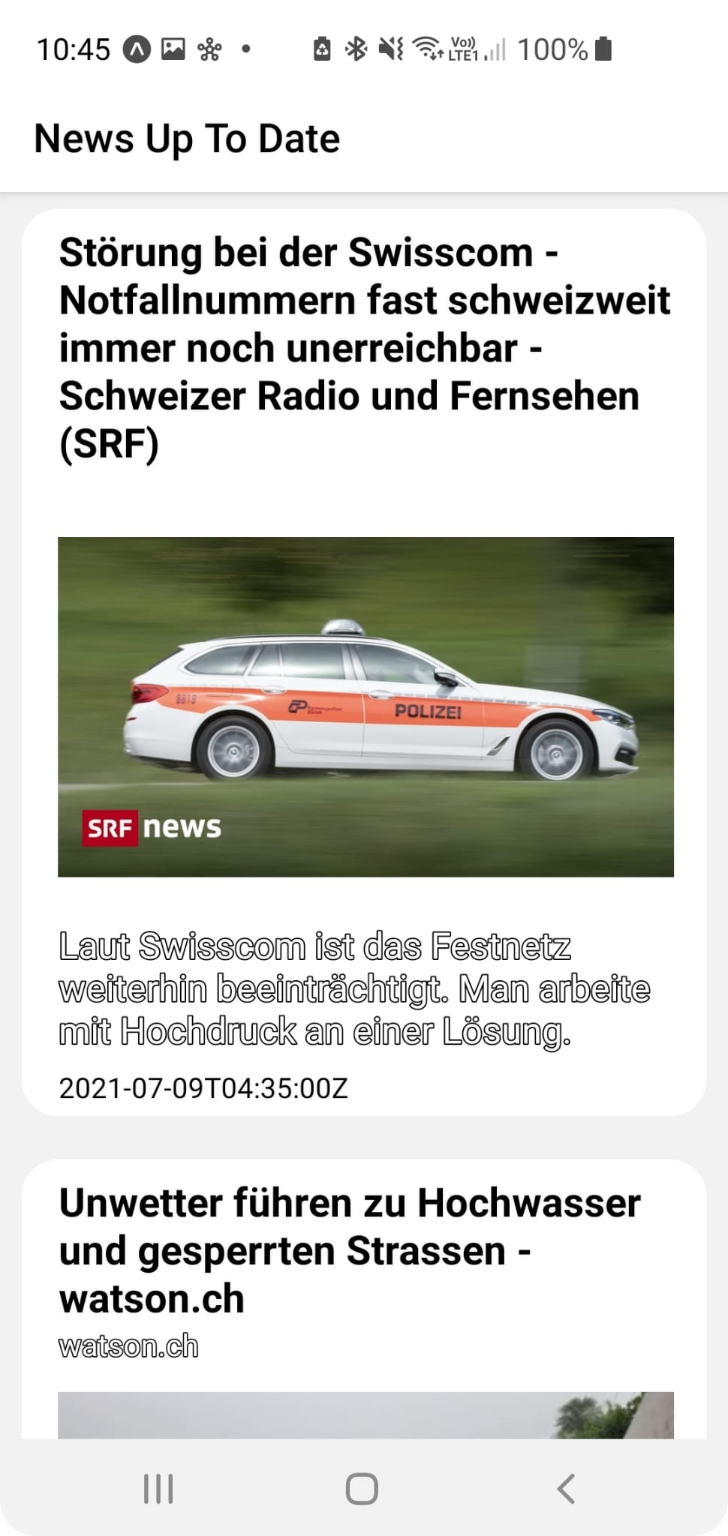 10:45 Vo)) LTE1 100%
News Up To Date
Störung bei der Swisscom -
Notfallnummern fast schweizweit
immer noch unerreichbar -
Schweizer Radio und Fernsehen
(SRF)
POLIZEI
SRF news
Laut Swisscom ist das Festnetz
weiterhin beeinträchtigt. Man arbeite
mit Hochdruck an einer Lösung.
2021-07-09T04:35:00Z
Unwetter führen zu Hochwasser
und gesperrten Strassen -
watson.ch
watson.ch